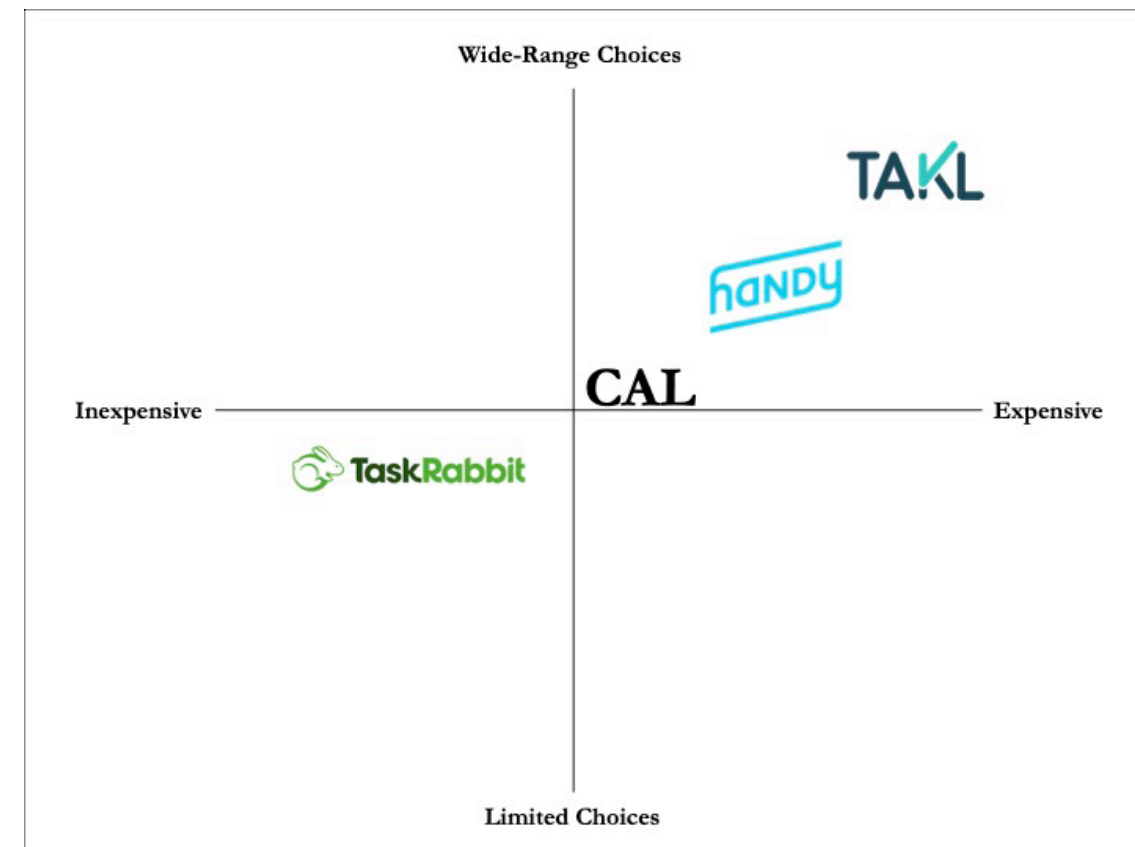 Wide-Range Choices
TAKL
HANDY
CAL
Inexpensive
Expensive
TaskRabbit
Limited Choices